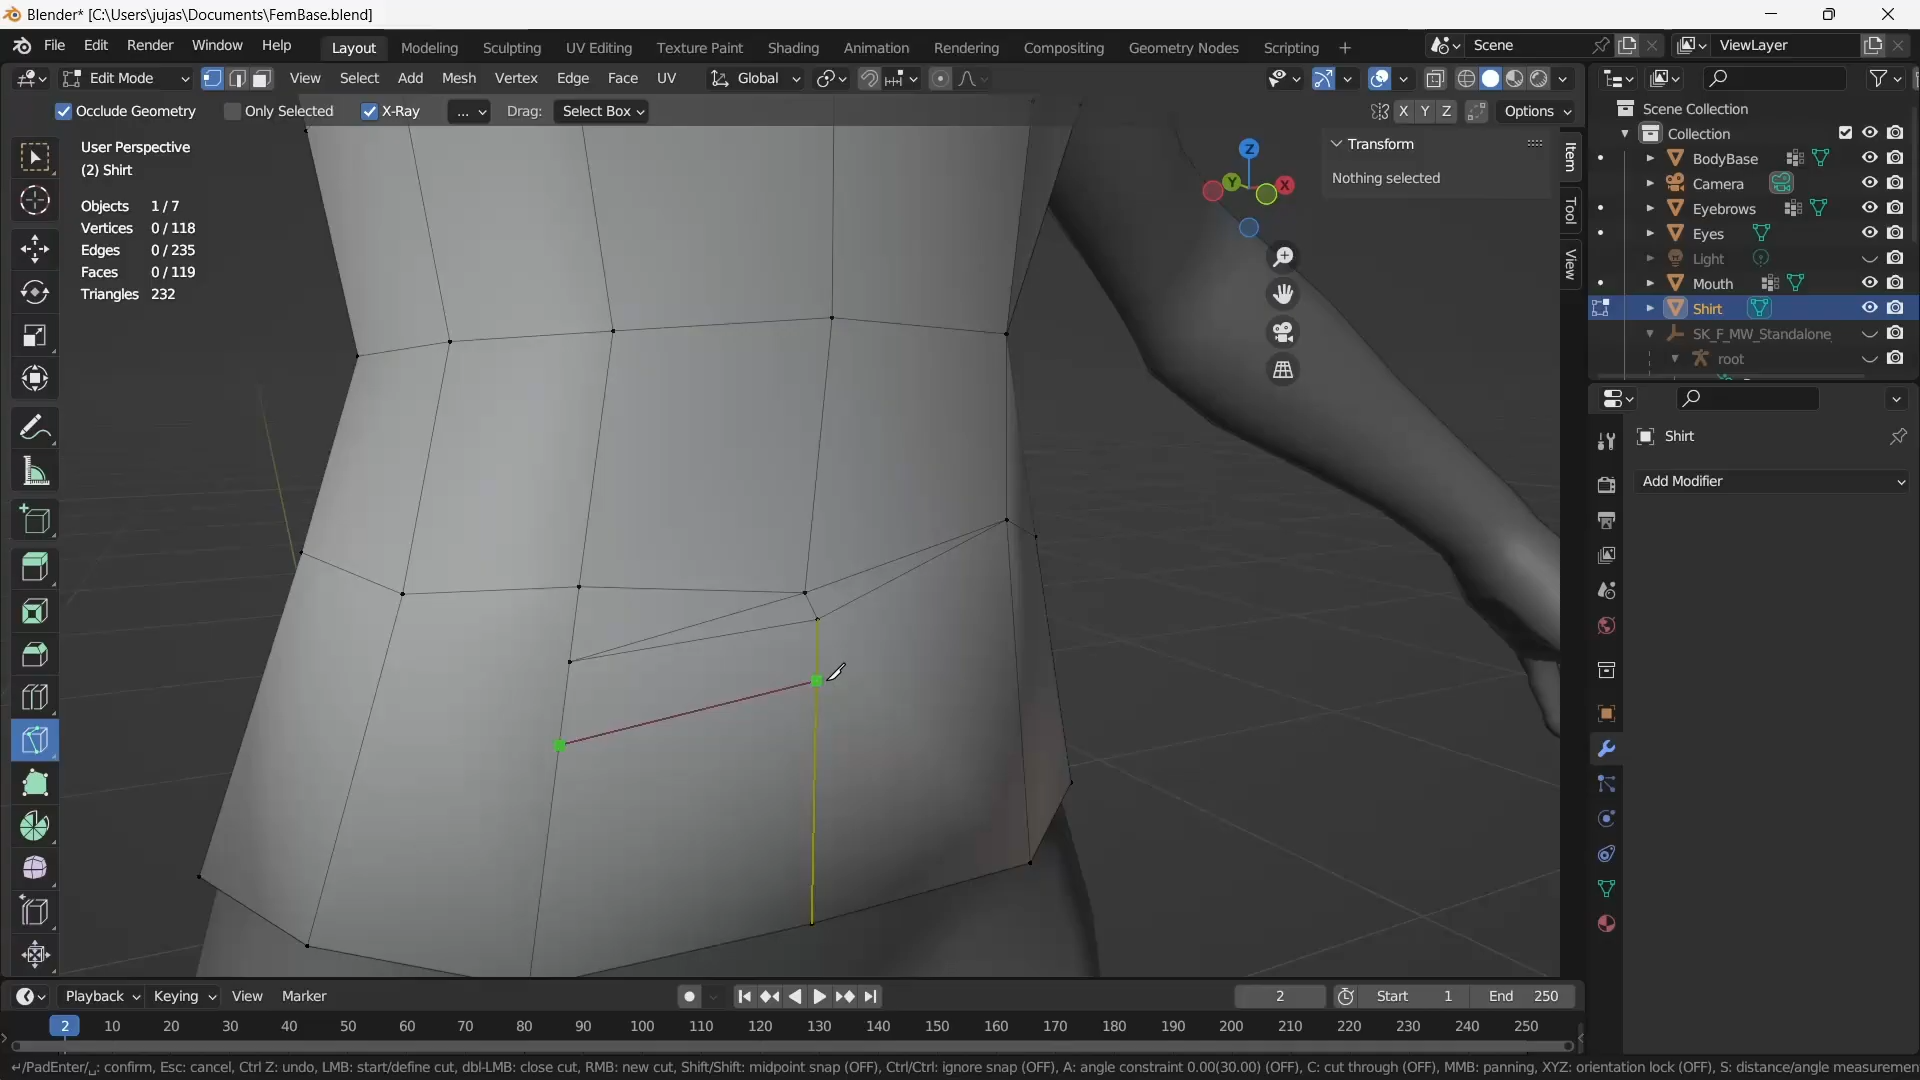 Blender* [C:\Users\jujas\Documents\FemBase.blend]
File Edit Render Window Help Layout Modeling Sculpting UV Editing Texture Paint Shading Animation Rendering Compositing Geometry Nodes Scripting + Scene ViewLayer
Edit Mode View Select Add Mesh Vertex Edge Face UV Global
Occlude Geometry Only Selected X-Ray ... Drag: Select Box X Y Z Options
User Perspective
(2) Shirt
Objects 1/7
Vertices 0/118
Edges 0/235
Faces 0/119
Triangles 232
Z
Y
X
Transform
Nothing selected
Item
Tool
View
Scene Collection
Collection
BodyBase
Camera
Eyebrows
Eyes
Light
Mouth
Shirt
SK_F_MW_Standalone
root
Shirt
Add Modifier
Playback Keying View Marker 2 Start 1 End 250
2 10 20 30 40 50 60 70 80 90 100 110 120 130 140 150 160 170 180 190 200 210 220 230 240 250
↵/PadEnter/␣: confirm, Esc: cancel, Ctrl Z: undo, LMB: start/define cut, dbl-LMB: close cut, RMB: new cut, Shift/Shift: midpoint snap (OFF), Ctrl/Ctrl: ignore snap (OFF), A: angle constraint 0.00(30.00) (OFF), C: cut through (OFF), MMB: panning, XYZ: orientation lock (OFF), S: distance/angle measuremen